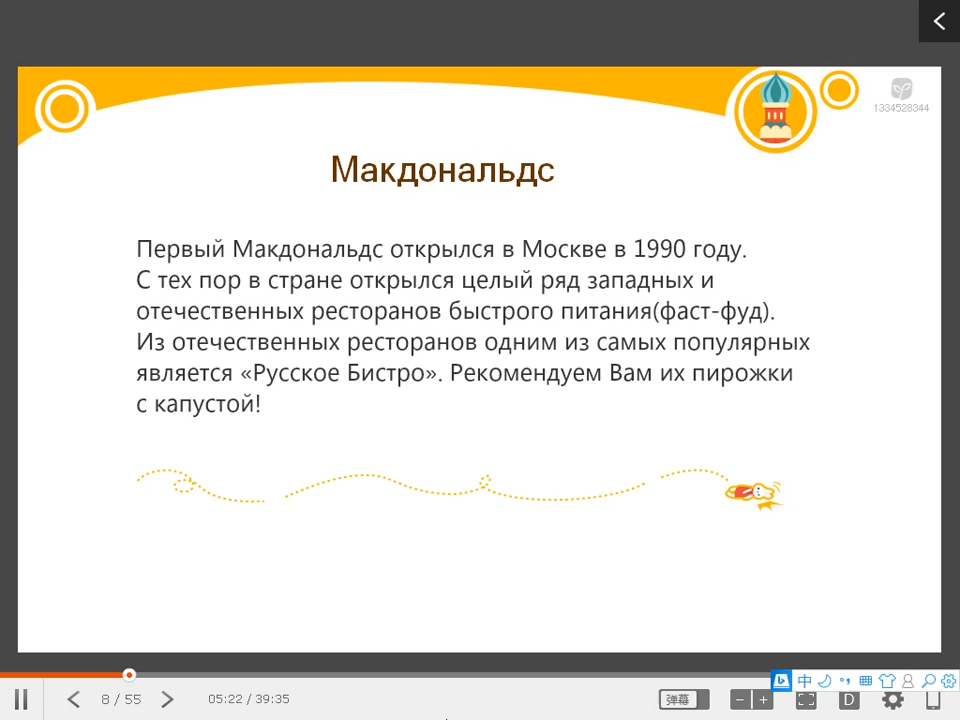 1334528344
Макдональдс
Первый Макдональдс открылся в Москве в 1990 году.
С тех пор в стране открылся целый ряд западных и
отечественных ресторанов быстрого питания(фаст-фуд).
Из отечественных ресторанов одним из самых популярных
является «Русское Бистро». Рекомендуем Вам их пирожки
с капустой!
中
8 / 55
05:22 / 39:35
弹幕
D